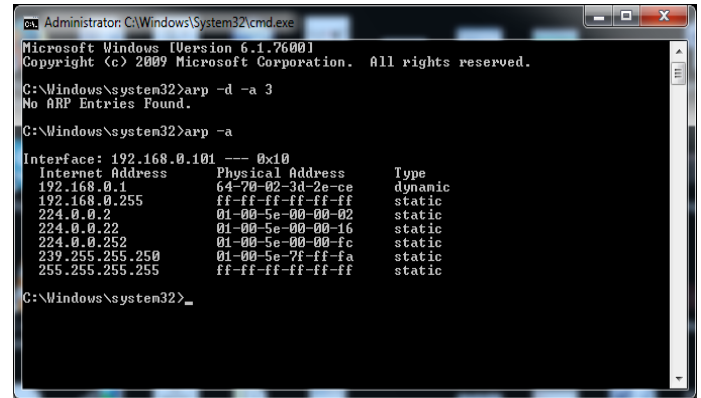 Administrator: C:\Windows\System32\cmd.exe
Microsoft Windows [Version 6.1.7600]
Copyright (c) 2009 Microsoft Corporation.  All rights reserved.
C:\Windows\system32>arp -d -a 3
No ARP Entries Found.
C:\Windows\system32>arp -a
Interface: 192.168.0.101 --- 0x10
Internet Address      Physical Address      Type
192.168.0.1           64-70-02-3d-2e-ce     dynamic
192.168.0.255         ff-ff-ff-ff-ff-ff     static
224.0.0.2             01-00-5e-00-00-02     static
224.0.0.22            01-00-5e-00-00-16     static
224.0.0.252           01-00-5e-00-00-fc     static
239.255.255.250       01-00-5e-7f-ff-fa     static
255.255.255.255       ff-ff-ff-ff-ff-ff     static
C:\Windows\system32>_